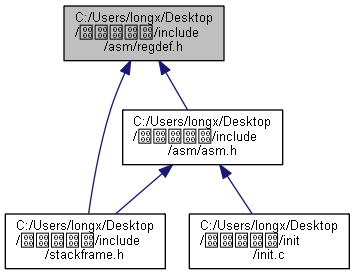 C:/Users/longx/Desktop
/include
/asm/regdef.h
C:/Users/longx/Desktop
/include
/asm/asm.h
C:/Users/longx/Desktop
/include
/stackframe.h
C:/Users/longx/Desktop
/init
/init.c